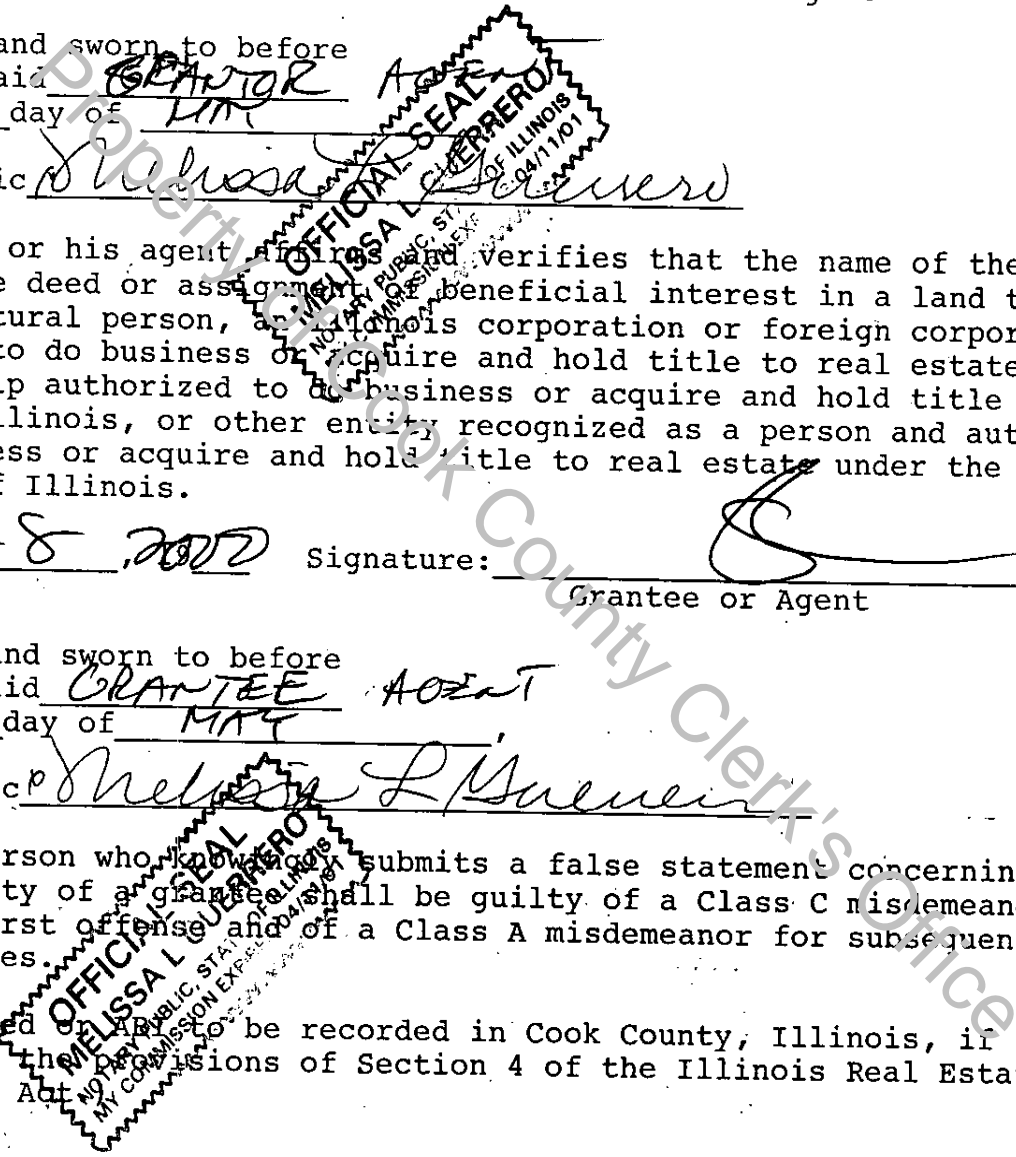 and sworn to before
aid GRANTOR AGENT
day of MAY
ic Melissa L Guerrero
OFFICIAL SEAL
MELISSA L GUERRERO
NOTARY PUBLIC, STATE OF ILLINOIS
MY COMMISSION EXPIRES 04/11/01
or his agent affirms and verifies that the name of the
e deed or assignment of beneficial interest in a land t
tural person, an Illinois corporation or foreign corpor
to do business or acquire and hold title to real estate
ip authorized to do business or acquire and hold title
llinois, or other entity recognized as a person and aut
ess or acquire and hold title to real estate under the
f Illinois.
8, Signature:
Grantee or Agent
nd sworn to before
id GRANTEE AGENT
day of MAY,
c Melissa L Guerrero
OFFICIAL SEAL
MELISSA L GUERRERO
NOTARY PUBLIC, STATE OF ILLINOIS
MY COMMISSION EXPIRES 04/11/01
rson who knowingly submits a false statement concernin
ty of a grantee shall be guilty of a Class C misdemean
rst offense and of a Class A misdemeanor for subsequen
es.
ed or ABI to be recorded in Cook County, Illinois, if
the provisions of Section 4 of the Illinois Real Esta
Act.)
Property of Cook County Clerk's Office